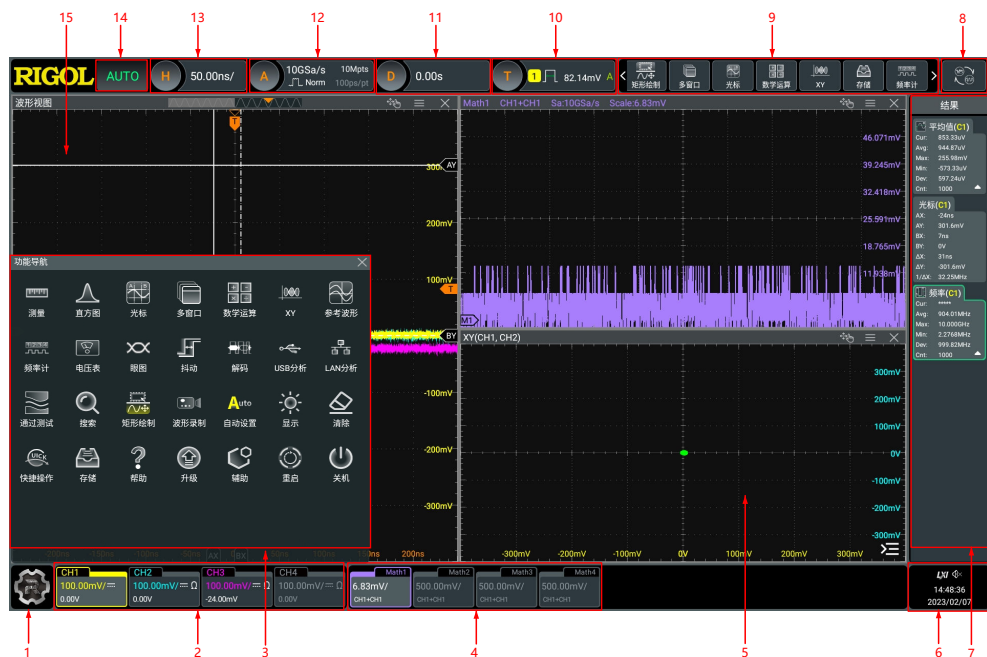 15 14 13 12 11 10 9 8
RIGOL AUTO H 50.00ns/ A 10GSa/s 10Mpts D 0.00s T 1 82.14mV A
Norm 100ps/pt
矩形绘制 多窗口 光标 数学运算 XY 存储 频率计
波形视图
T
300 AY
200mV
100mV
T
BY
-100mV
-200mV
-300mV
Math1 CH1+CH1 Sa:10GSa/s Scale:6.83mV
46.071mV
39.245mV
32.418mV
25.591mV
18.765mV
11.938mV
M1
XY(CH1, CH2)
300mV
200mV
100mV
0V
-100mV
-200mV
-300mV
-300mV -200mV -100mV 0V 100mV 200mV 300mV
结果
平均值(C1)
Cur: 853.33uV
Avg: 944.87uV
Max: 255.98mV
Min: -573.33uV
Dev: 597.24uV
Cnt: 1000
光标(C1)
AX: -24ns
AY: 301.6mV
BX: 7ns
BY: 0V
ΔX: 31ns
ΔY: -301.6mV
1/ΔX: 32.25MHz
频率(C1)
Cur: *****
Avg: 904.01MHz
Max: 10.000GHz
Min: 2.2768MHz
Dev: 999.82MHz
Cnt: 1000
功能导航
测量 直方图 光标 多窗口 数学运算 XY 参考波形
频率计 电压表 眼图 抖动 解码 USB分析 LAN分析
通过测试 搜索 矩形绘制 波形录制 自动设置 显示 清除
快捷操作 存储 帮助 升级 辅助 重启 关机
-200ns -150ns -100ns -50ns AX 0s BX 50ns 100ns 150ns 200ns
CH1 CH2 CH3 CH4 Math1 Math2 Math3 Math4
100.00mV/ 100.00mV/ Ω 100.00mV/ Ω 100.00mV/ Ω 6.83mV/ 500.00mV/ 500.00mV/ 500.00mV/
0.00V 0.00V -24.00mV 0.00V CH1+CH1 CH1+CH1 CH1+CH1 CH1+CH1
LXI
14:48:36
2023/02/07
1 2 3 4 5 6 7